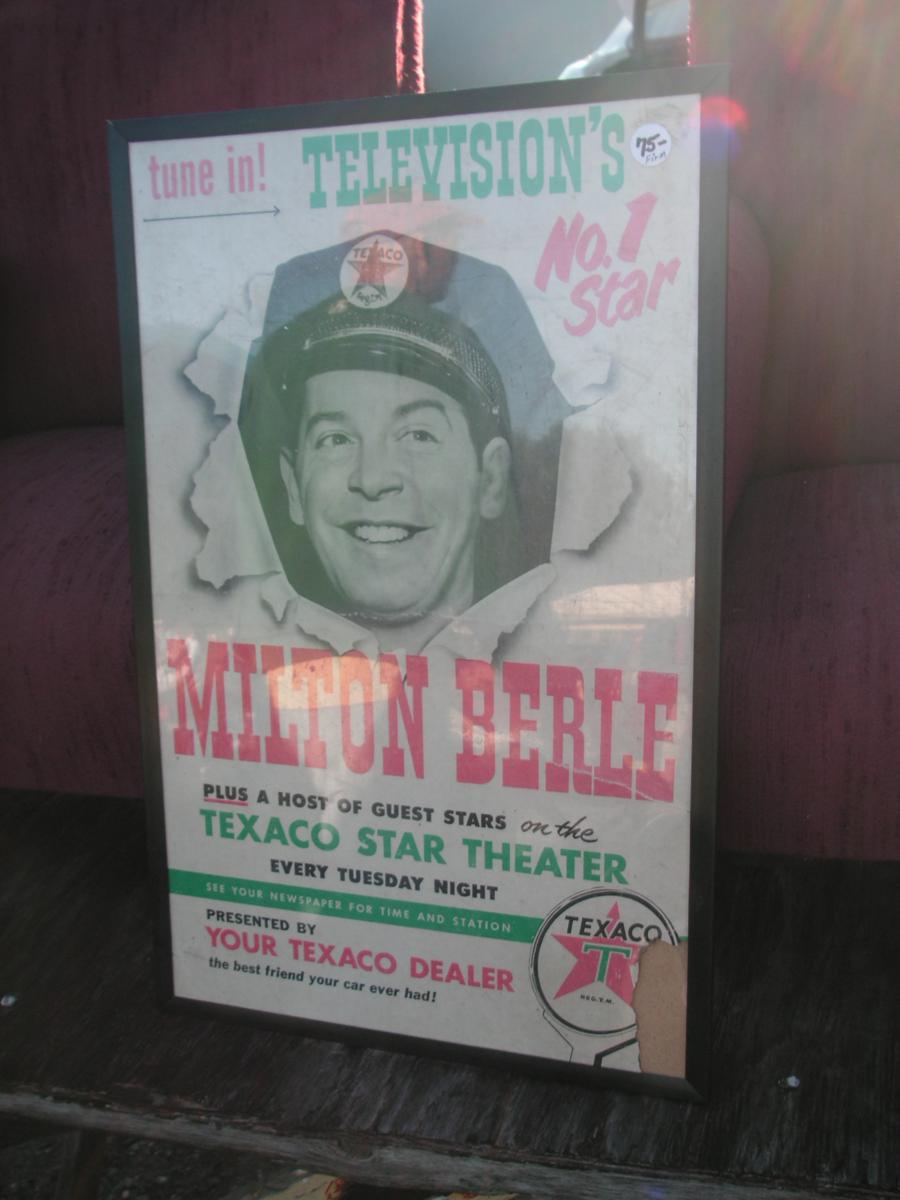 tune in!
TELEVISION'S
75-
Firm
No. 1
Star
TEXACO
MILTON BERLE
PLUS A HOST OF GUEST STARS on the
TEXACO STAR THEATER
EVERY TUESDAY NIGHT
SEE YOUR NEWSPAPER FOR TIME AND STATION
PRESENTED BY
YOUR TEXACO DEALER
the best friend your car ever had!
TEXACO
T
REG. T.M.